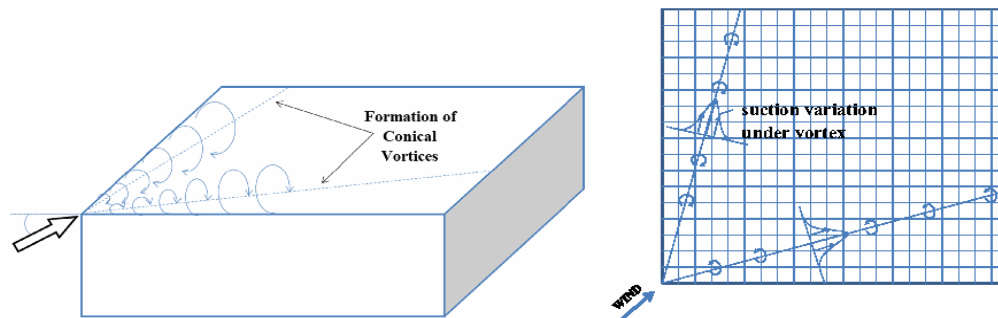 Formation of
Conical
Vortices
suction variation
under vortex
WIND